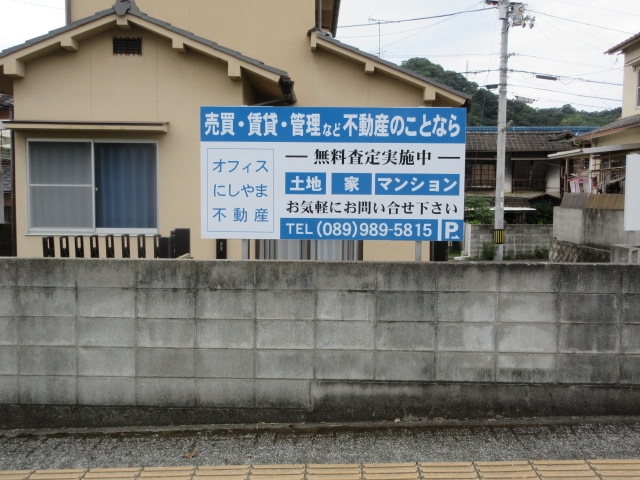 売買・賃貸・管理など不動産のことなら
オフィス
にしやま
不動産
無料査定実施中
土地 家 マンション
お気軽にお問い合せ下さい
TEL (089)989-5815 P